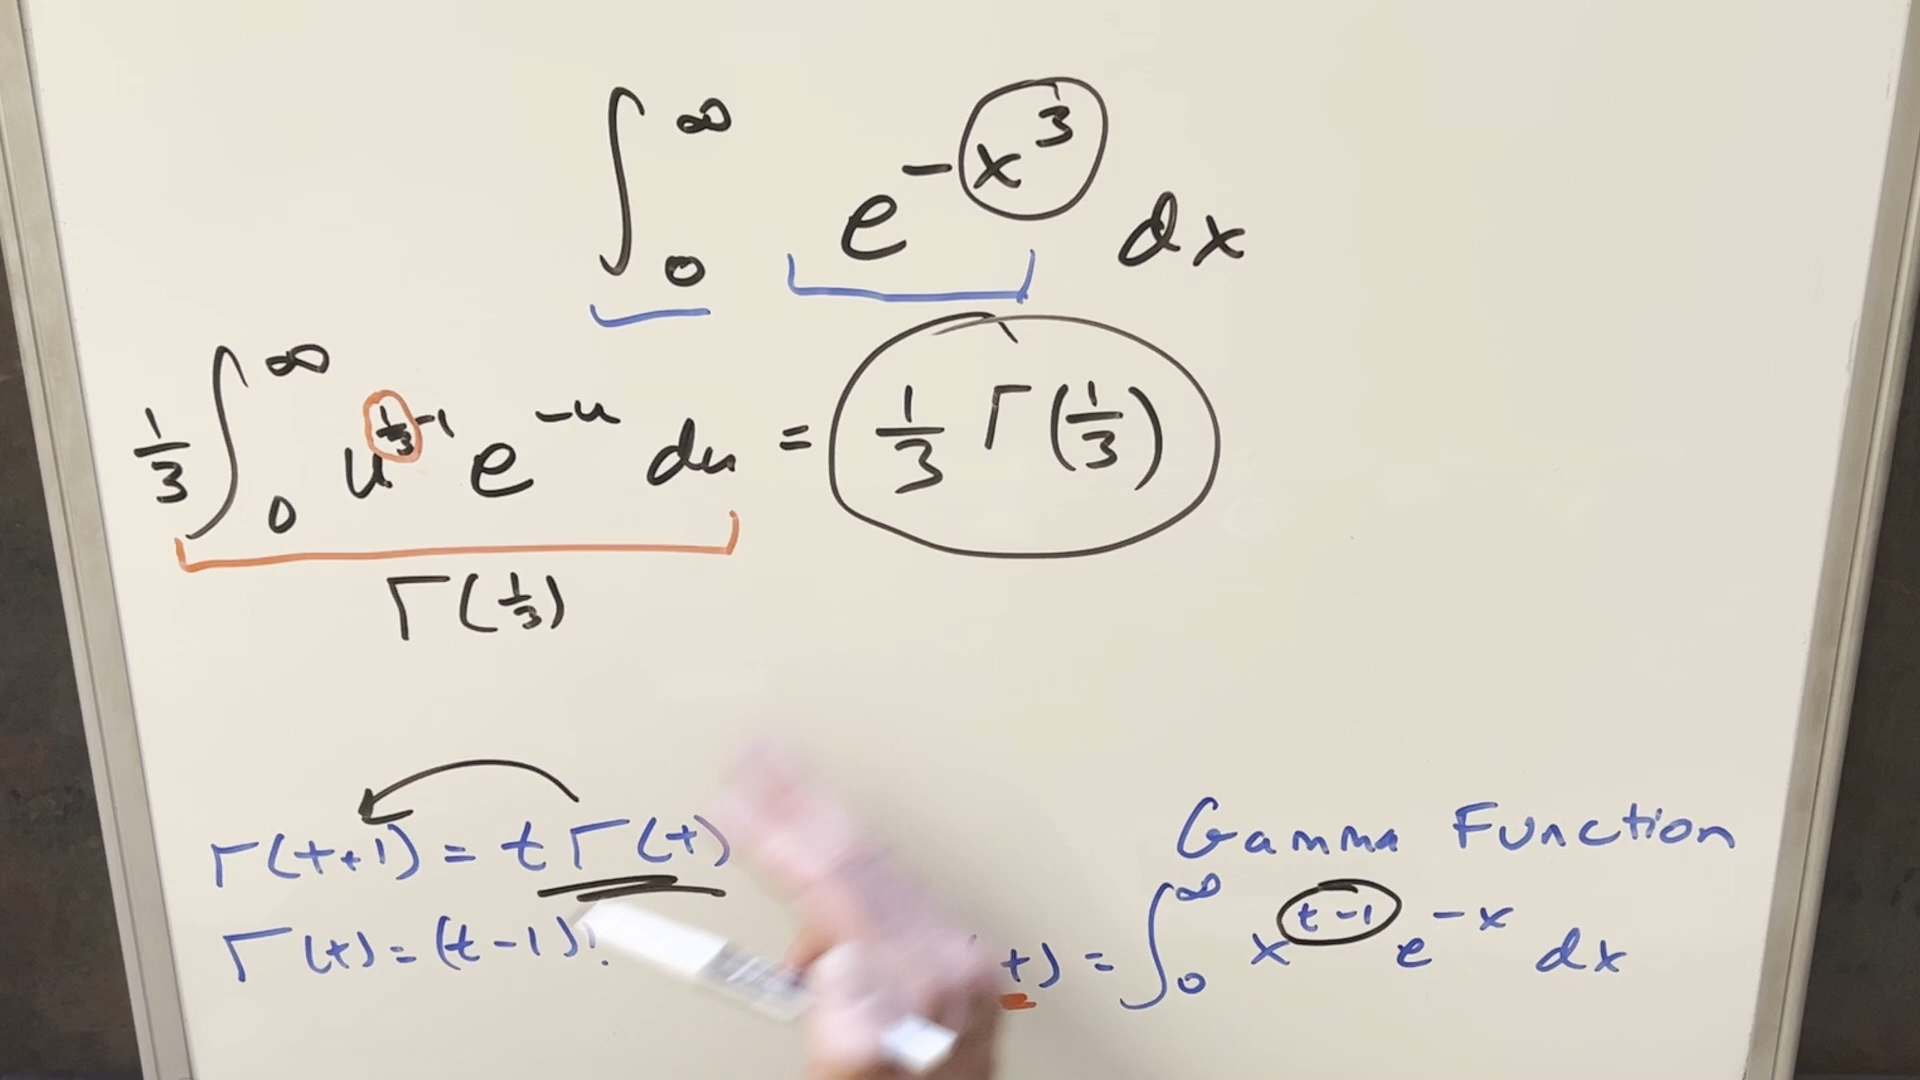 ∫₀^∞ e^(-x³) dx
1/3 ∫₀^∞ u^(1/3-1) e^(-u) du = 1/3 Γ(1/3)
Γ(1/3)
Γ(t+1) = t Γ(t)
Γ(t) = (t-1)!
Gamma Function
t) = ∫₀^∞ x^(t-1) e^(-x) dx